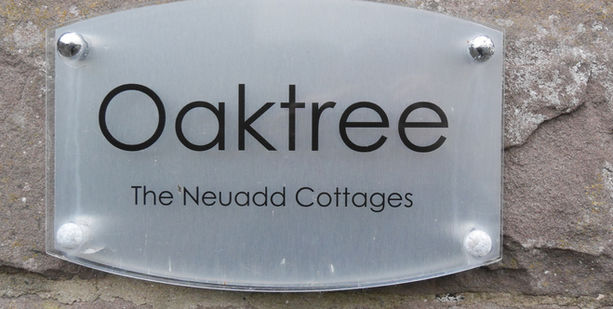 Oaktree
The Neuadd Cottages